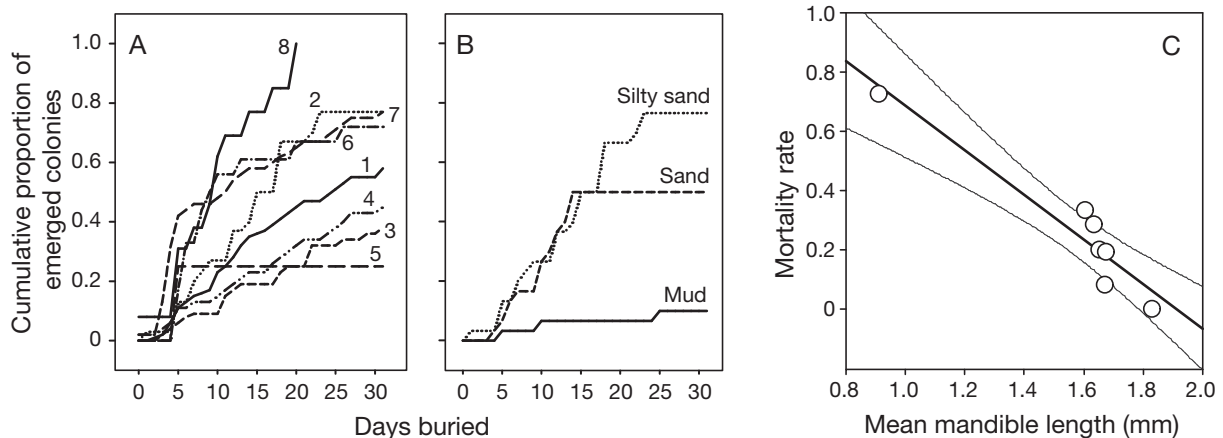 Cumulative proportion of
emerged colonies
A
1.0
0.8
0.6
0.4
0.2
0
8
2
7
6
1
4
3
5
0 5 10 15 20 25 30
B
Silty sand
Sand
Mud
0 5 10 15 20 25 30
Days buried
C
Mortality rate
1.0
0.8
0.6
0.4
0.2
0
0.8 1.0 1.2 1.4 1.6 1.8 2.0
Mean mandible length (mm)